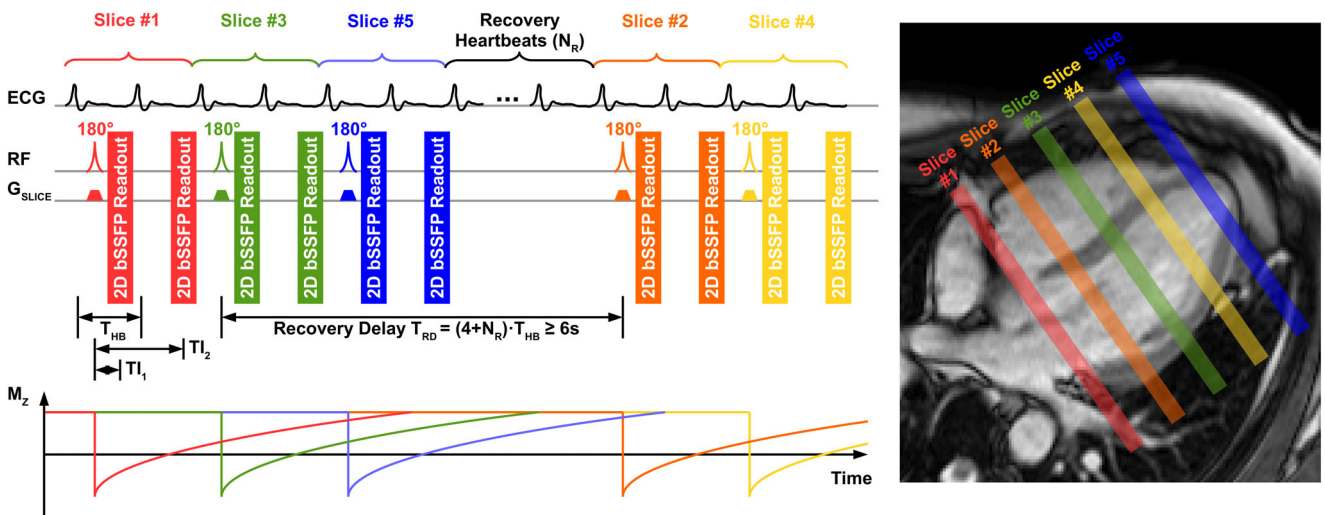 Slice #1
Slice #3
Slice #5
Recovery
Heartbeats (N_R)
Slice #2
Slice #4
ECG
...
180°
180°
180°
180°
180°
RF
G_SLICE
2D bSSFP Readout
2D bSSFP Readout
2D bSSFP Readout
2D bSSFP Readout
2D bSSFP Readout
2D bSSFP Readout
2D bSSFP Readout
2D bSSFP Readout
2D bSSFP Readout
2D bSSFP Readout
T_HB
Recovery Delay T_RD = (4+N_R)·T_HB ≥ 6s
TI_2
TI_1
M_Z
Time
Slice
#1
Slice
#2
Slice
#3
Slice
#4
Slice
#5